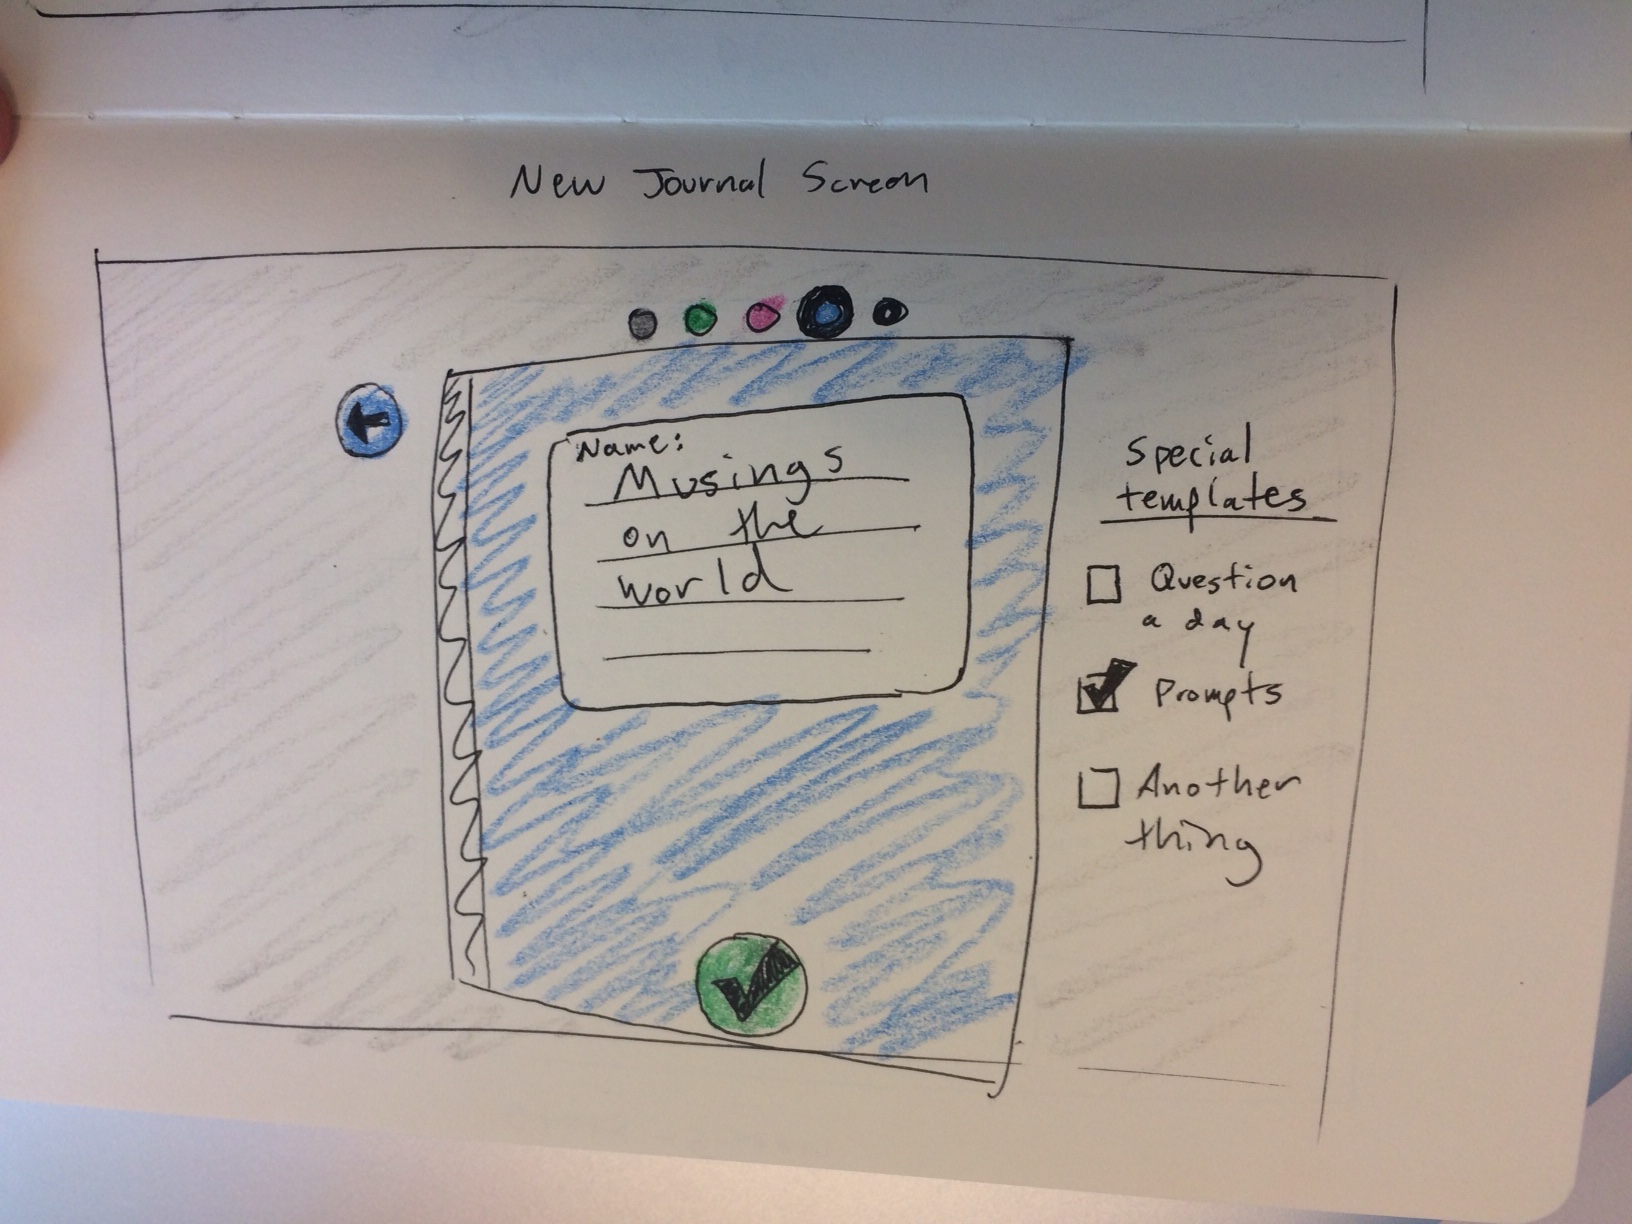 New Journal Screen
Name:
Musings
on the
world
Special
templates
Question
a day
Prompts
Another
thing